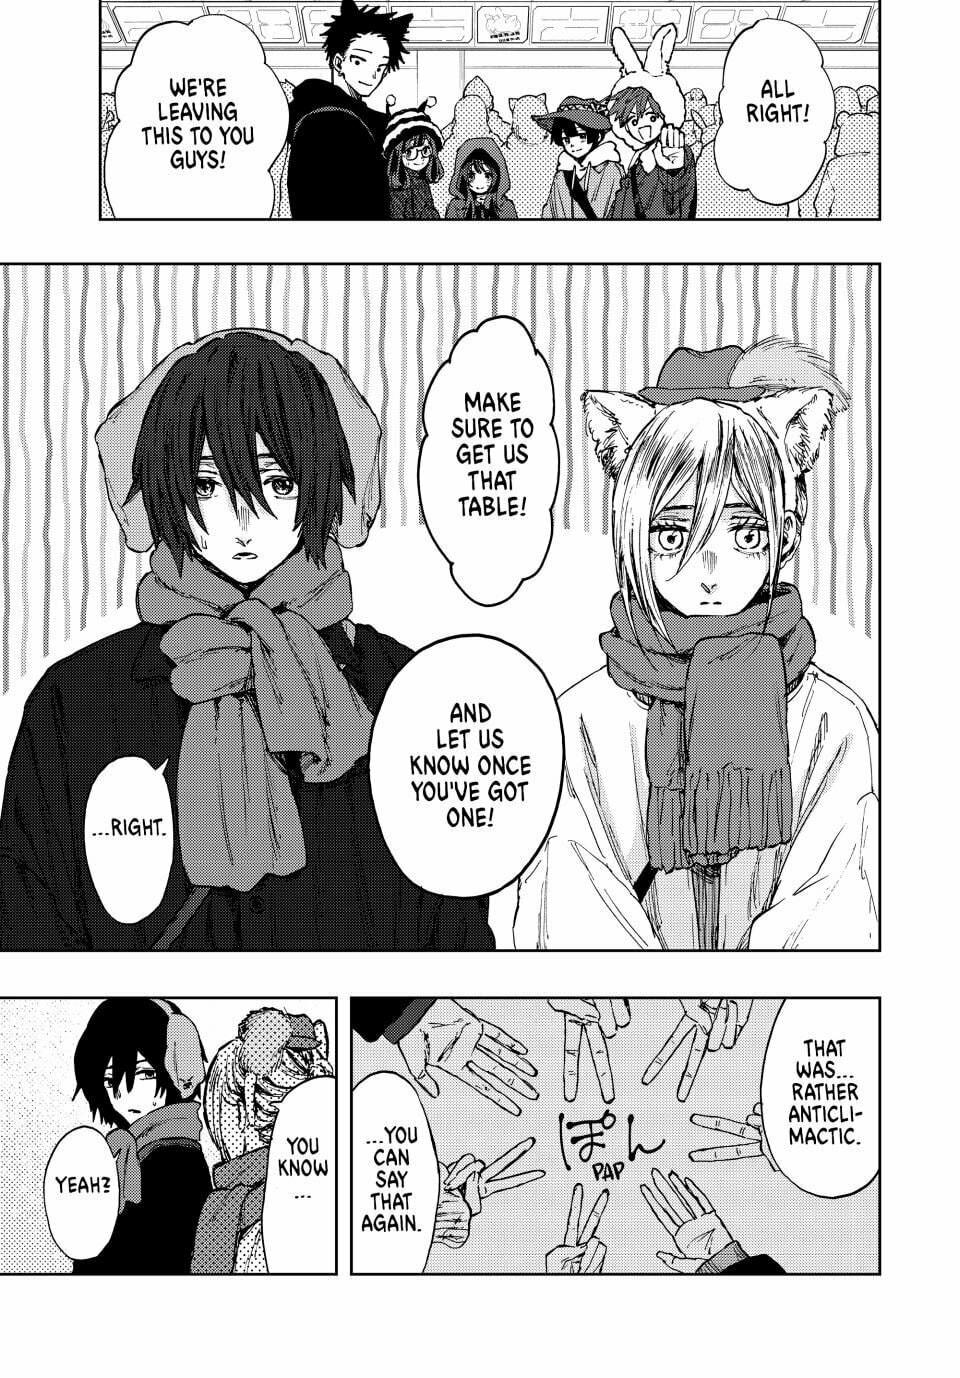 ALL
RIGHT!
WE'RE
LEAVING
THIS TO YOU
GUYS!
MAKE
SURE TO
GET US
THAT
TABLE!
AND
LET US
KNOW ONCE
YOU'VE GOT
ONE!
...RIGHT.
THAT
WAS...
RATHER
ANTICLI-
MACTIC.
ぽん
PAP
...YOU
CAN
SAY
THAT
AGAIN.
YOU
KNOW
...
YEAH?